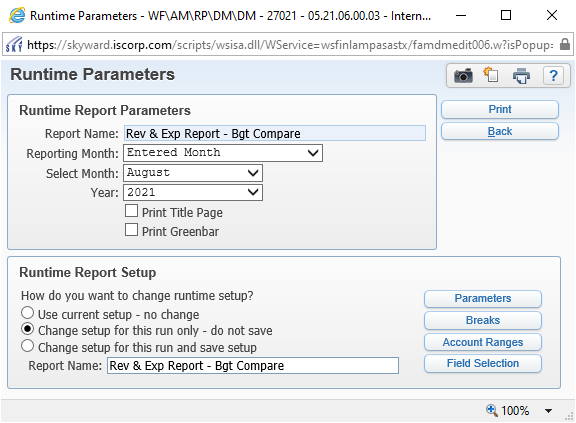 Runtime Parameters - WF\AM\RP\DM\DM - 27021 - 05.21.06.00.03 - Intern...
https://skyward.iscorp.com/scripts/wsisa.dll/WService=wsfinlampasastx/famdmedit006.w?isPopup=
Runtime Parameters
?
Runtime Report Parameters
Print
Report Name: Rev & Exp Report - Bgt Compare
Back
Reporting Month: Entered Month
Select Month: August
Year: 2021
Print Title Page
Print Greenbar
Runtime Report Setup
How do you want to change runtime setup?
Parameters
Use current setup - no change
Breaks
Change setup for this run only - do not save
Account Ranges
Change setup for this run and save setup
Field Selection
Report Name: Rev & Exp Report - Bgt Compare
100%